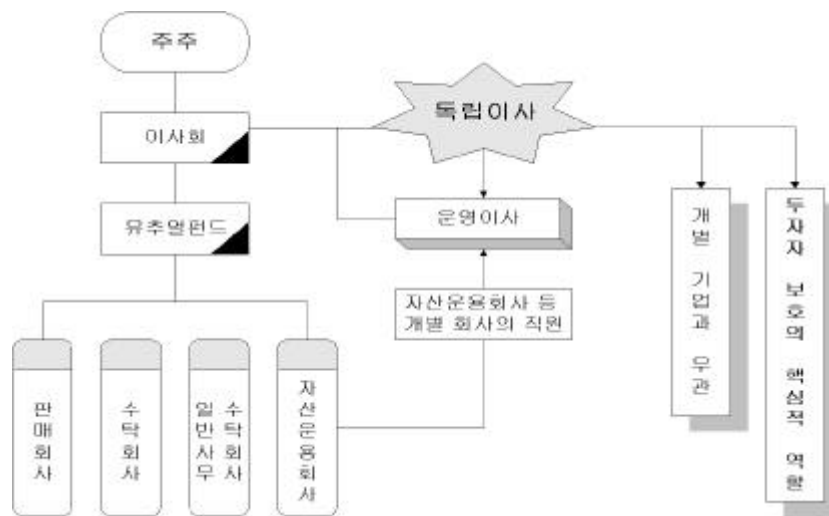 주주
독립이사
이사회
운영이사
뮤추얼펀드
자산운용회사 등
개별 회사의 직원
개별 기업과 무관
투자자 보호의 핵심적 역할
판매회사
수탁회사
일반사무
수탁회사
자산운용회사